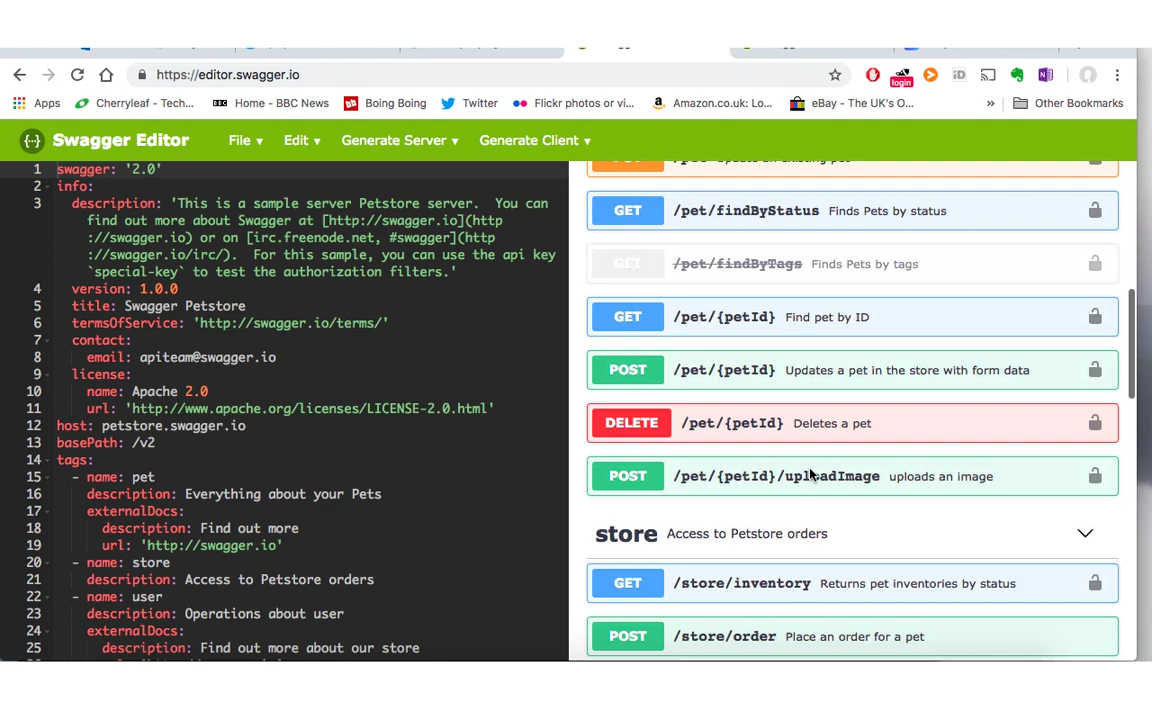 https://editor.swagger.io
login
iD
Apps
Cherryleaf - Tech...
BBC
Home - BBC News
bb
Boing Boing
Twitter
Flickr photos or vi...
Amazon.co.uk: Lo...
eBay - The UK's O...
»
Other Bookmarks
{··} Swagger Editor
File ▾
Edit ▾
Generate Server ▾
Generate Client ▾
1 swagger: '2.0'
2 info:
3 description: 'This is a sample server Petstore server.  You can
find out more about Swagger at [http://swagger.io](http
://swagger.io) or on [irc.freenode.net, #swagger](http
://swagger.io/irc/).  For this sample, you can use the api key
`special-key` to test the authorization filters.'
4 version: 1.0.0
5 title: Swagger Petstore
6 termsOfService: 'http://swagger.io/terms/'
7 contact:
8 email: apiteam@swagger.io
9 license:
10 name: Apache 2.0
11 url: 'http://www.apache.org/licenses/LICENSE-2.0.html'
12 host: petstore.swagger.io
13 basePath: /v2
14 tags:
15 - name: pet
16 description: Everything about your Pets
17 externalDocs:
18 description: Find out more
19 url: 'http://swagger.io'
20 - name: store
21 description: Access to Petstore orders
22 - name: user
23 description: Operations about user
24 externalDocs:
25 description: Find out more about our store
GET /pet/findByStatus Finds Pets by status
GET /pet/findByTags Finds Pets by tags
GET /pet/{petId} Find pet by ID
POST /pet/{petId} Updates a pet in the store with form data
DELETE /pet/{petId} Deletes a pet
POST /pet/{petId}/uploadImage uploads an image
store Access to Petstore orders
GET /store/inventory Returns pet inventories by status
POST /store/order Place an order for a pet